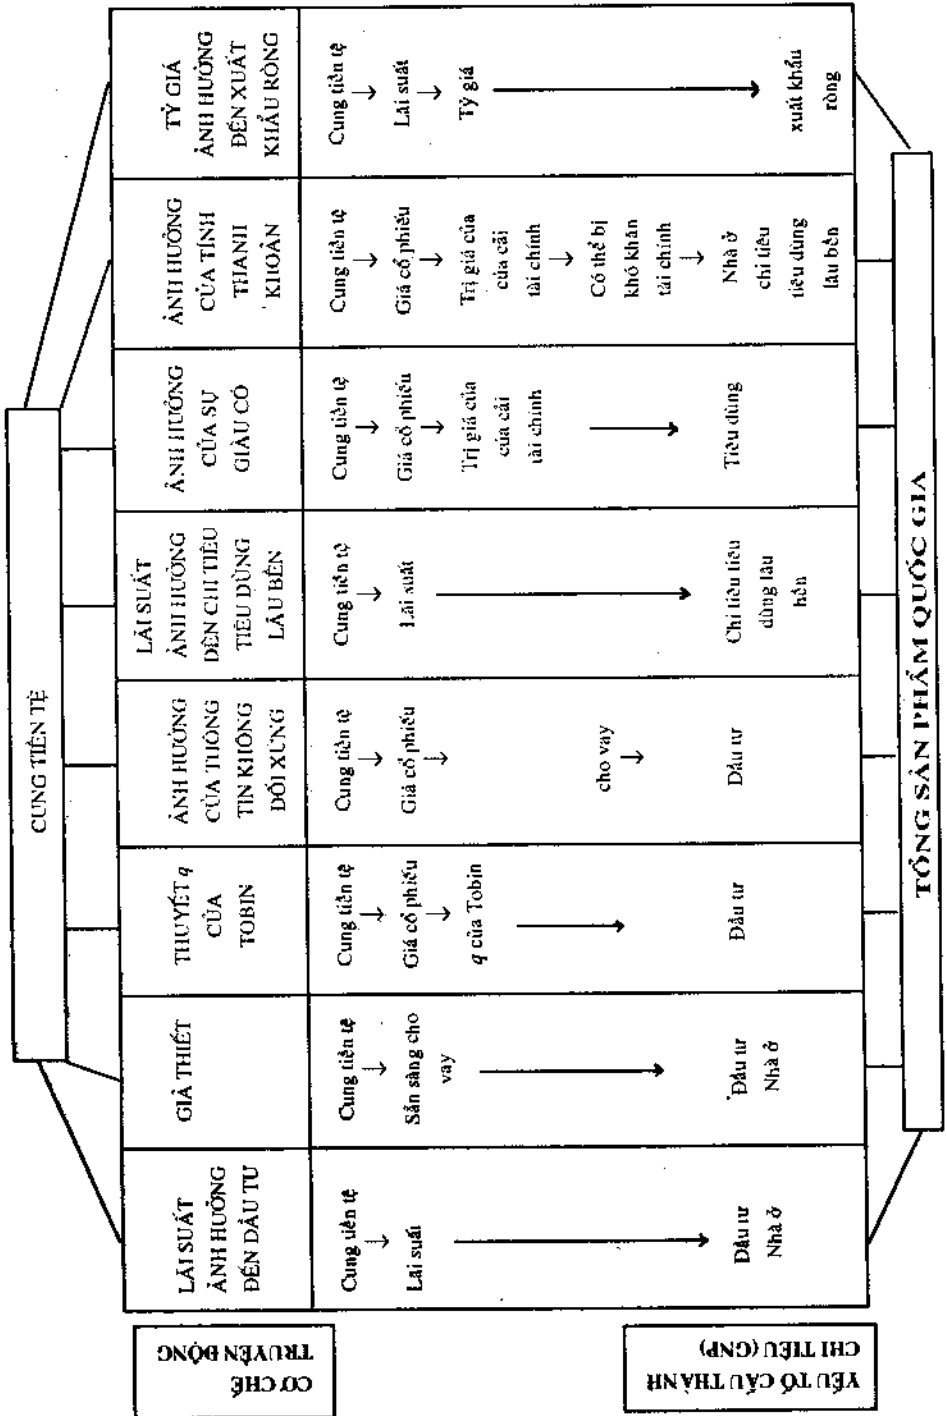 CUNG TIỀN TỆ
CƠ CHẾ
TRUYỀN ĐỘNG
LÃI SUẤT
ẢNH HƯỞNG
ĐẾN ĐẦU TƯ
GIẢ THIẾT
THUYẾT q
CỦA
TOBIN
ẢNH HƯỞNG
CỦA THÔNG
TIN KHÔNG
ĐỐI XỨNG
LÃI SUẤT
ẢNH HƯỞNG
ĐẾN CHI TIÊU
TIÊU DÙNG
LÂU BỀN
ẢNH HƯỞNG
CỦA SỰ
GIÀU CÓ
ẢNH HƯỞNG
CỦA TÍNH
THANH
KHOẢN
TỶ GIÁ
ẢNH HƯỞNG
ĐẾN XUẤT
KHẨU RÒNG
Cung tiền tệ
Lãi suất
Đầu tư
Nhà ở
Cung tiền tệ
Sẵn sàng cho
vay
Đầu tư
Nhà ở
Cung tiền tệ
Giá cổ phiếu
q của Tobin
Đầu tư
Cung tiền tệ
Giá cổ phiếu
cho vay
Đầu tư
Cung tiền tệ
Lãi suất
Chi tiêu tiêu
dùng lâu
bền
Cung tiền tệ
Giá cổ phiếu
Trị giá của
của cải
tài chính
Tiêu dùng
Cung tiền tệ
Giá cổ phiếu
Trị giá của
của cải
tài chính
Có thể bị
khó khăn
tài chính
Nhà ở
chi tiêu
tiêu dùng
lâu bền
Cung tiền tệ
Lãi suất
Tỷ giá
xuất khẩu
ròng
YẾU TỐ CẤU THÀNH
CHI TIÊU (GNP)
TỔNG SẢN PHẨM QUỐC GIA